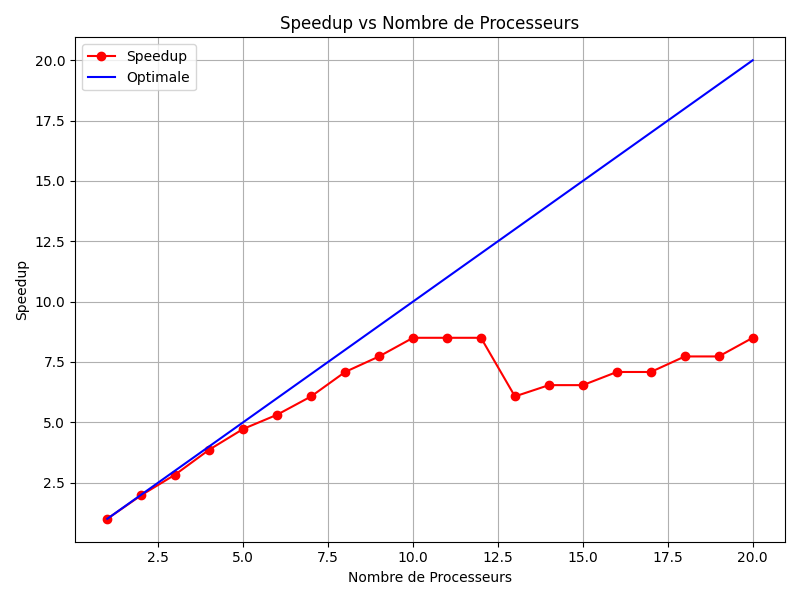 Speedup vs Nombre de Processeurs
Speedup
Optimale
20.0
17.5
15.0
12.5
10.0
7.5
5.0
2.5
Speedup
2.5 5.0 7.5 10.0 12.5 15.0 17.5 20.0
Nombre de Processeurs